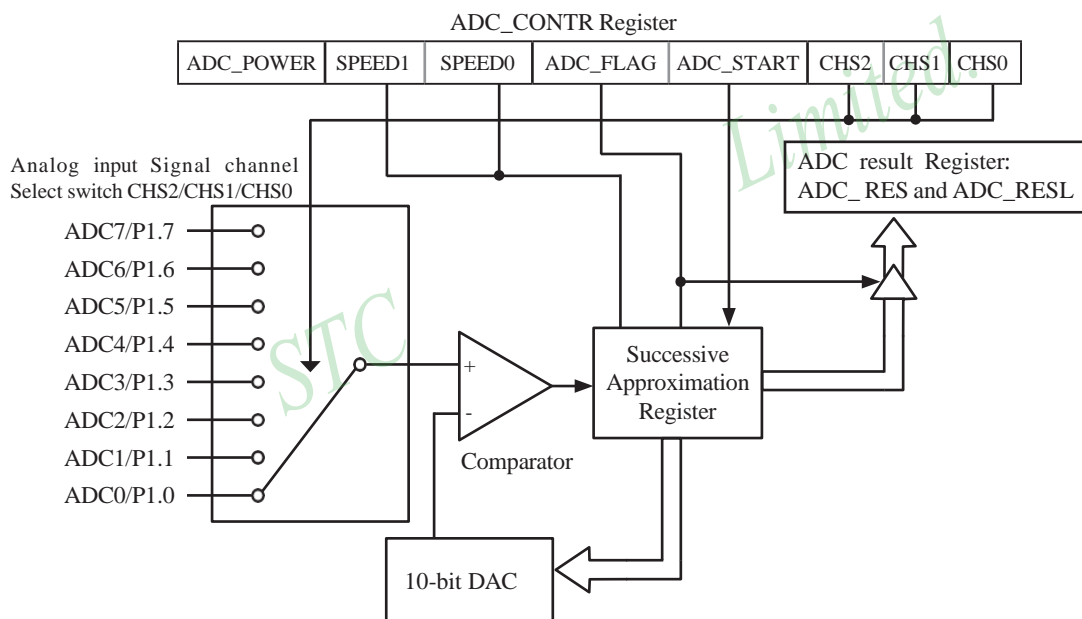 ADC_CONTR Register
ADC_POWER SPEED1 SPEED0 ADC_FLAG ADC_START CHS2 CHS1 CHS0
Analog input Signal channel
Select switch CHS2/CHS1/CHS0
ADC result Register:
ADC_ RES and ADC_RESL
ADC7/P1.7
ADC6/P1.6
ADC5/P1.5
ADC4/P1.4
ADC3/P1.3
ADC2/P1.2
ADC1/P1.1
ADC0/P1.0
+
-
Comparator
Successive
Approximation
Register
10-bit DAC
STC
Limited.